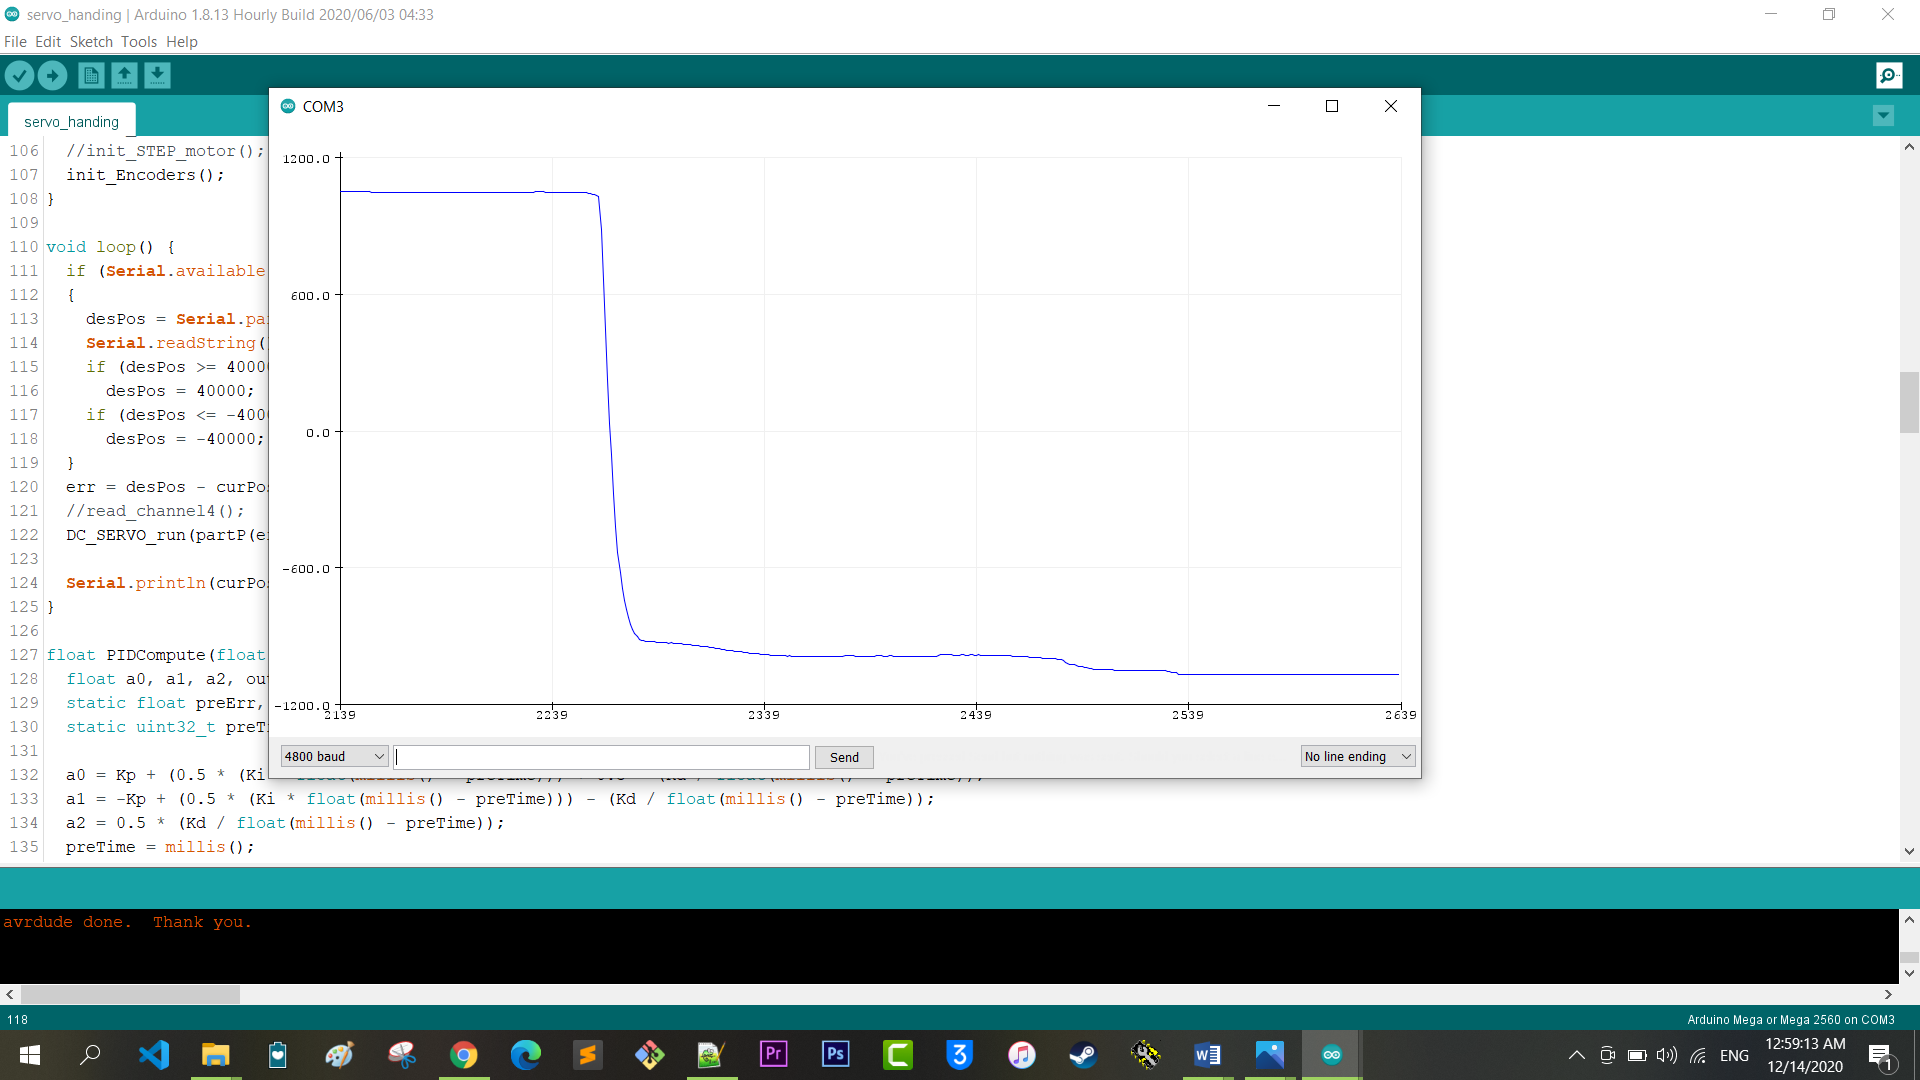 servo_handing | Arduino 1.8.13 Hourly Build 2020/06/03 04:33
File Edit Sketch Tools Help
servo_handing
106 //init_STEP_motor();
107 init_Encoders();
108 }
109
110 void loop() {
111 if (Serial.available
112 {
113 desPos = Serial.pa
114 Serial.readString(
115 if (desPos >= 4000
116 desPos = 40000;
117 if (desPos <= -400
118 desPos = -40000;
119 }
120 err = desPos - curPo
121 //read_channel4();
122 DC_SERVO_run(partP(e
123
124 Serial.println(curPo
125 }
126
127 float PIDCompute(float
128 float a0, a1, a2, ou
129 static float preErr,
130 static uint32_t preT
131
132 a0 = Kp + (0.5 * (Ki
133 a1 = -Kp + (0.5 * (Ki * float(millis() - preTime))) - (Kd / float(millis() - preTime));
134 a2 = 0.5 * (Kd / float(millis() - preTime));
135 preTime = millis();
COM3
1200.0
600.0
0.0
-600.0
-1200.0
2139 2239 2339 2439 2539 2639
4800 baud Send No line ending
avrdude done. Thank you.
118 Arduino Mega or Mega 2560 on COM3
Pr Ps C 3 W
ENG 12:59:13 AM
12/14/2020 1